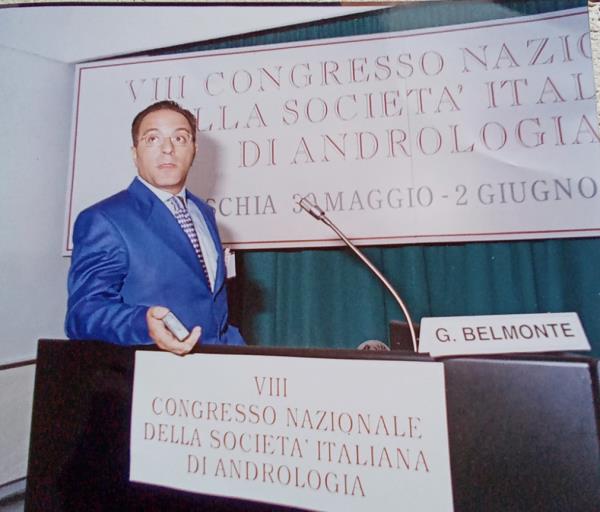 VIII CONGRESSO NAZIO
LLA SOCIETA' ITAL
DI ANDROLOGIA
SCHIA 30 MAGGIO - 2 GIUGNO
G. BELMONTE
VIII
CONGRESSO NAZIONALE
DELLA SOCIETA' ITALIANA
DI ANDROLOGIA